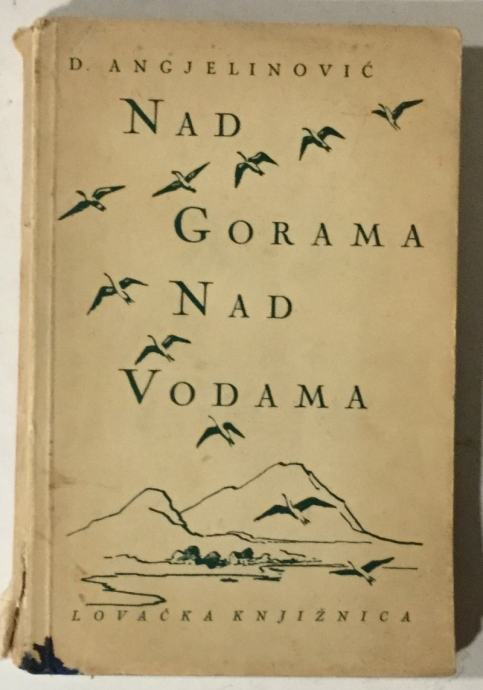 D. ANGJELINOVIĆ
NAD
GORAMA
NAD
VODAMA
LOVAČKA KNJIŽNICA